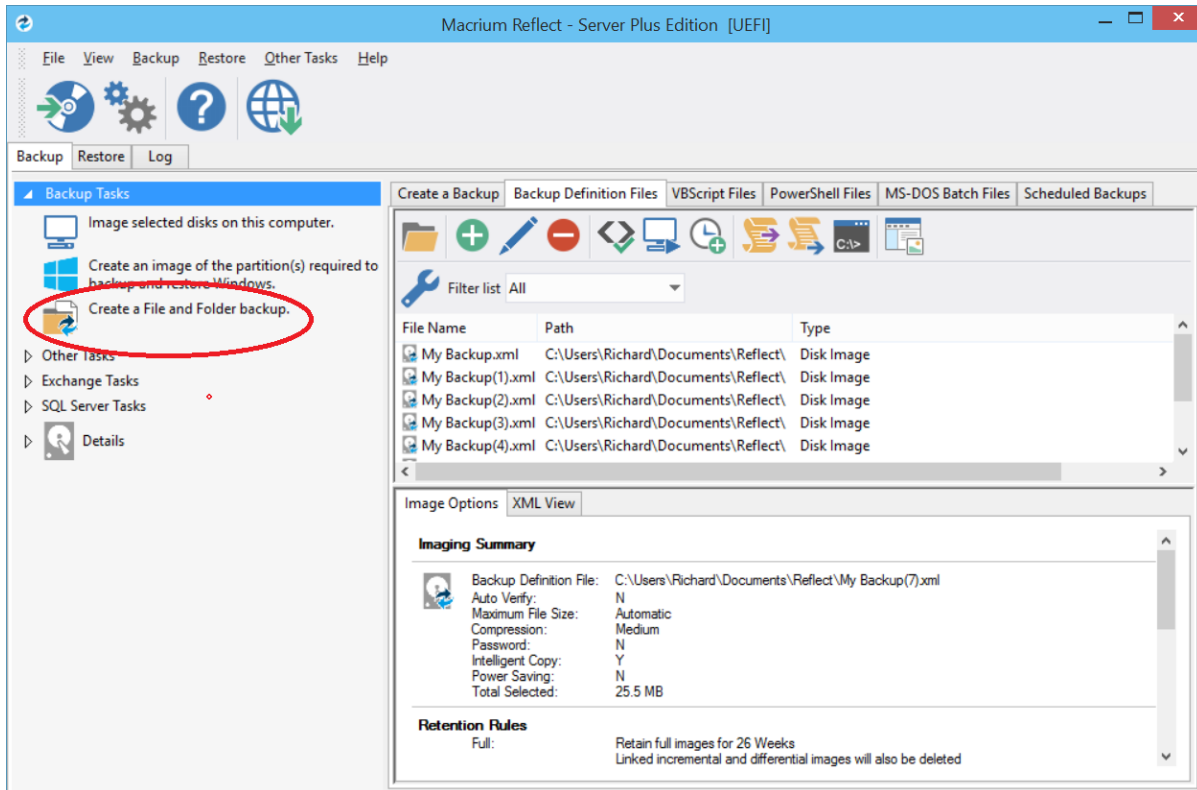 Macrium Reflect - Server Plus Edition [UEFI]
File View Backup Restore Other Tasks Help
Backup Restore Log
Backup Tasks
Image selected disks on this computer.
Create an image of the partition(s) required to
backup and restore Windows.
Create a File and Folder backup.
Other Tasks
Exchange Tasks
SQL Server Tasks
Details
Create a Backup Backup Definition Files VBScript Files PowerShell Files MS-DOS Batch Files Scheduled Backups
C:\>
Filter list All
File Name Path Type
My Backup.xml C:\Users\Richard\Documents\Reflect\ Disk Image
My Backup(1).xml C:\Users\Richard\Documents\Reflect\ Disk Image
My Backup(2).xml C:\Users\Richard\Documents\Reflect\ Disk Image
My Backup(3).xml C:\Users\Richard\Documents\Reflect\ Disk Image
My Backup(4).xml C:\Users\Richard\Documents\Reflect\ Disk Image
Image Options XML View
Imaging Summary
Backup Definition File: C:\Users\Richard\Documents\Reflect\My Backup(7).xml
Auto Verify: N
Maximum File Size: Automatic
Compression: Medium
Password: N
Intelligent Copy: Y
Power Saving: N
Total Selected: 25.5 MB
Retention Rules
Full: Retain full images for 26 Weeks
Linked incremental and differential images will also be deleted